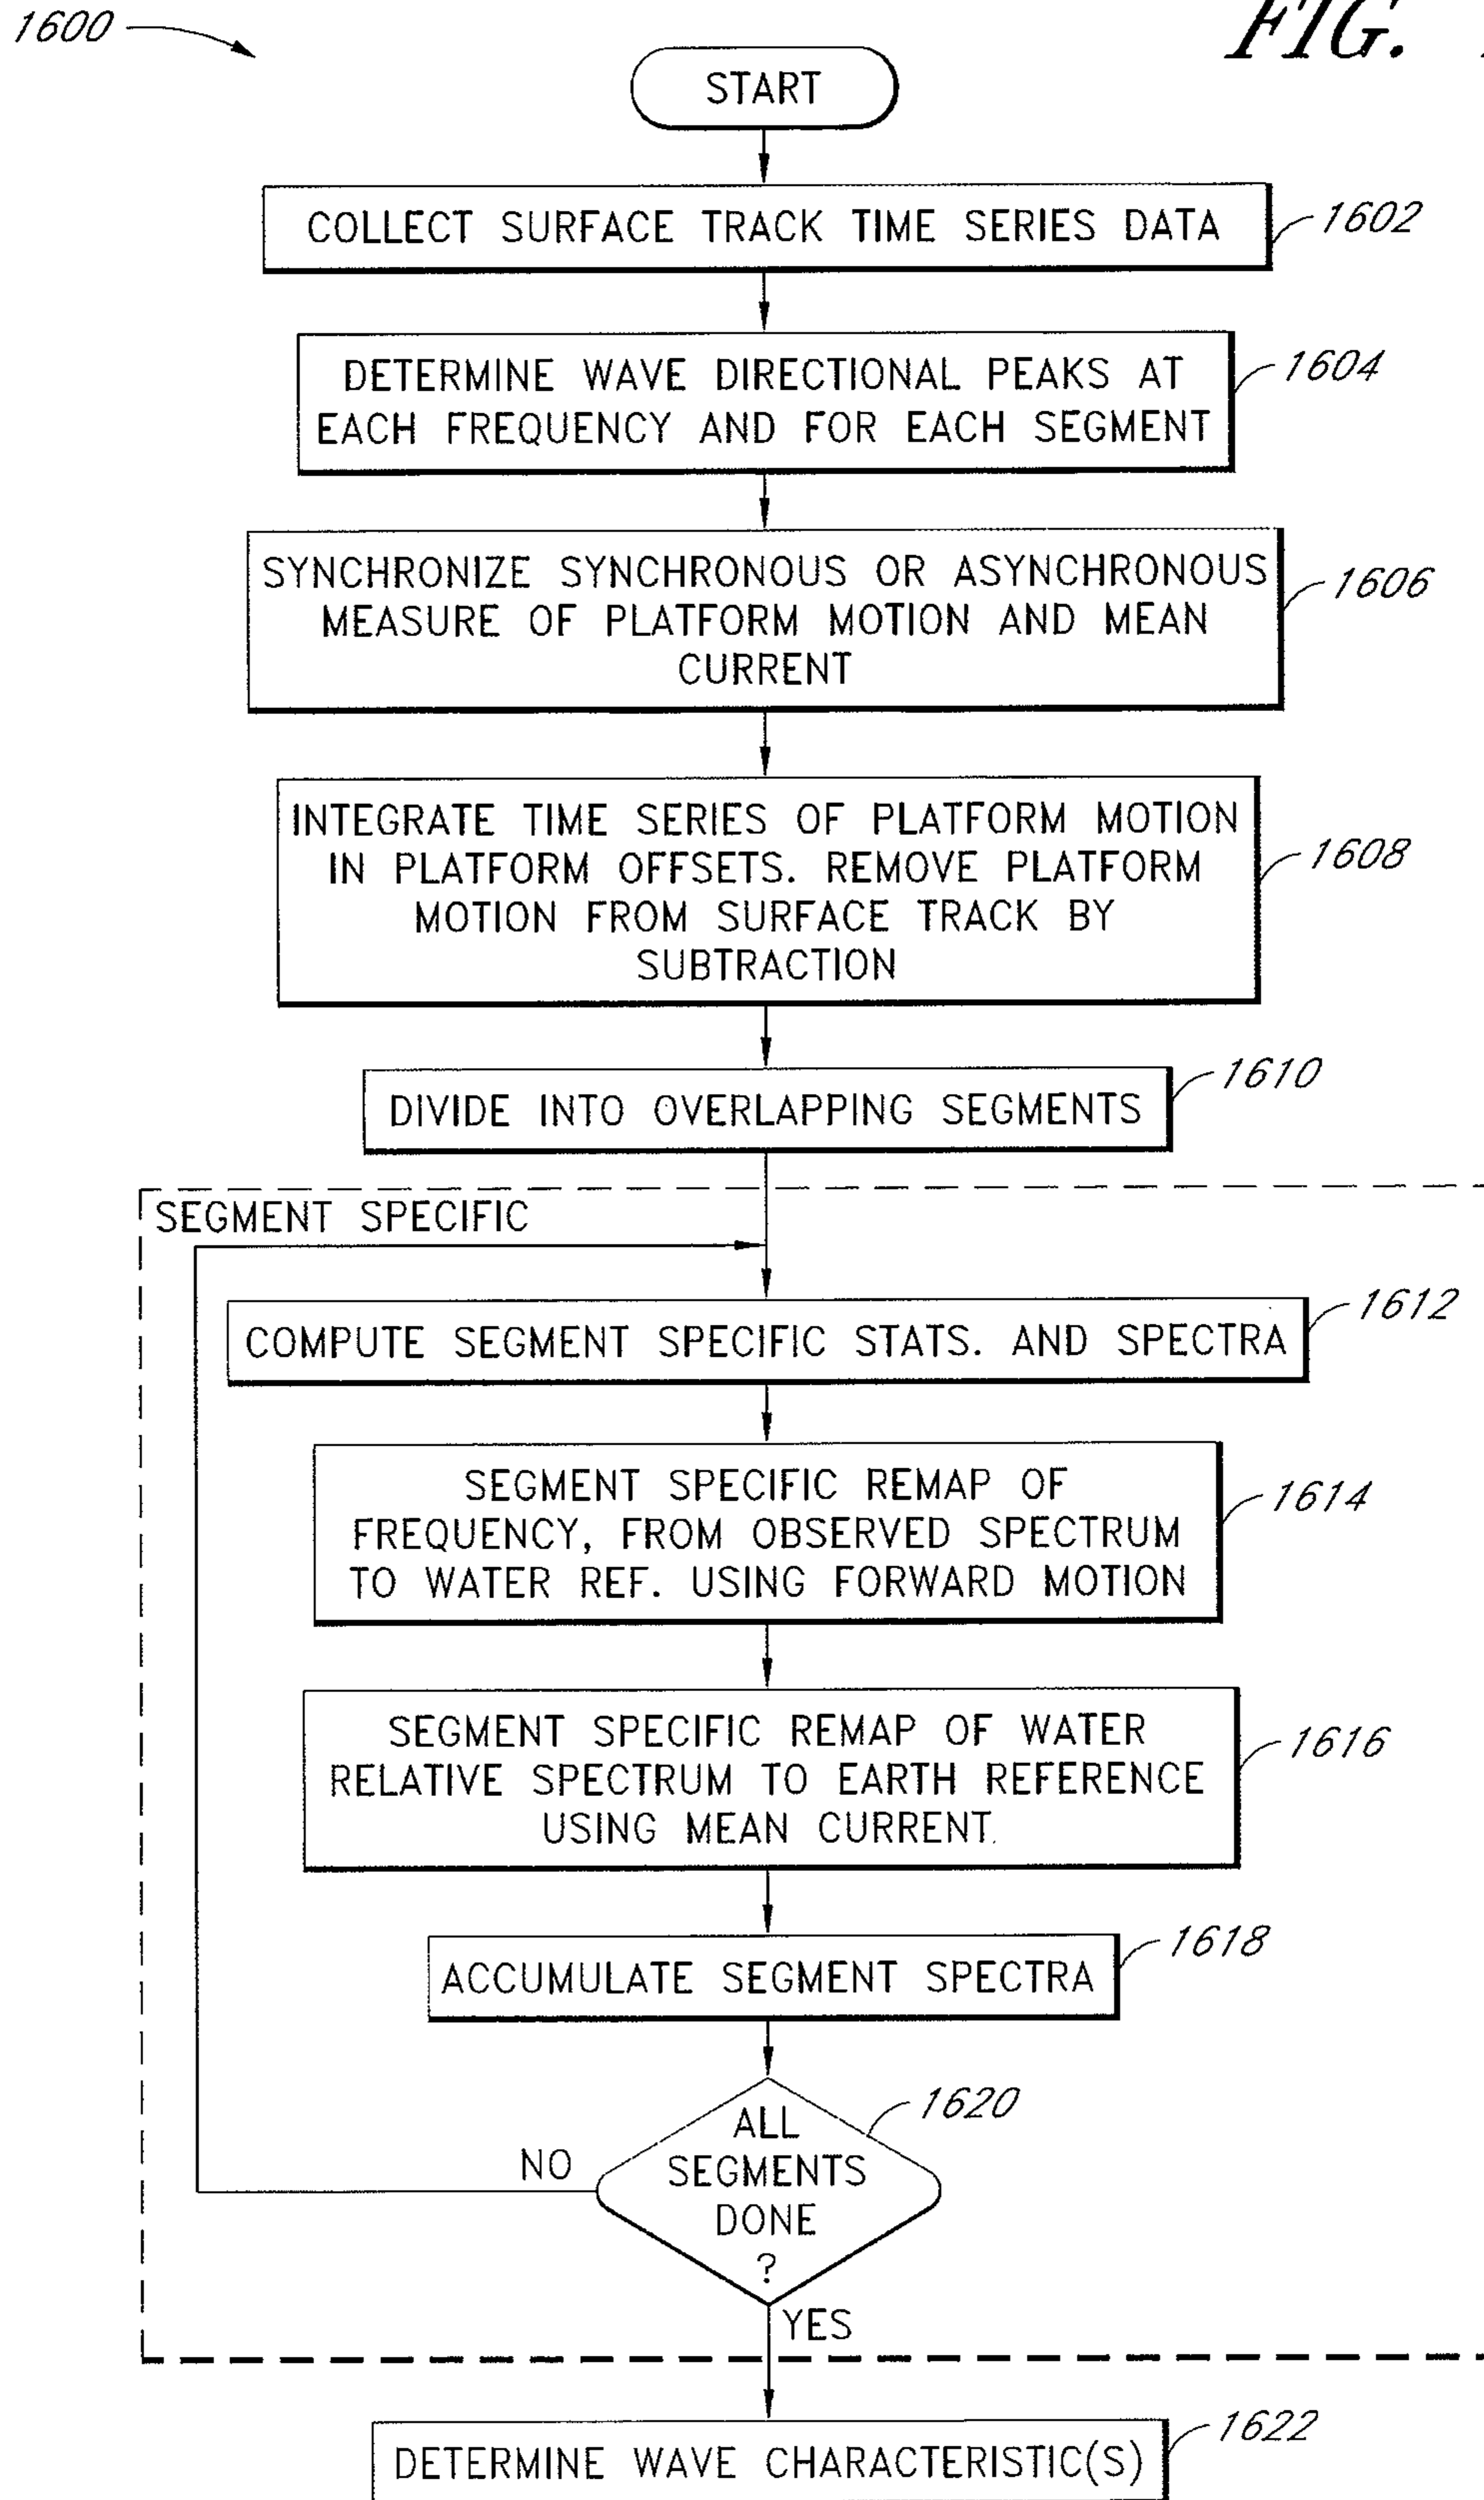 1600
FIG.
START
COLLECT SURFACE TRACK TIME SERIES DATA
1602
DETERMINE WAVE DIRECTIONAL PEAKS AT
EACH FREQUENCY AND FOR EACH SEGMENT
1604
SYNCHRONIZE SYNCHRONOUS OR ASYNCHRONOUS
MEASURE OF PLATFORM MOTION AND MEAN
CURRENT
1606
INTEGRATE TIME SERIES OF PLATFORM MOTION
IN PLATFORM OFFSETS. REMOVE PLATFORM
MOTION FROM SURFACE TRACK BY
SUBTRACTION
1608
DIVIDE INTO OVERLAPPING SEGMENTS
1610
SEGMENT SPECIFIC
COMPUTE SEGMENT SPECIFIC STATS. AND SPECTRA
1612
SEGMENT SPECIFIC REMAP OF
FREQUENCY, FROM OBSERVED SPECTRUM
TO WATER REF. USING FORWARD MOTION
1614
SEGMENT SPECIFIC REMAP OF WATER
RELATIVE SPECTRUM TO EARTH REFERENCE
USING MEAN CURRENT.
1616
ACCUMULATE SEGMENT SPECTRA
1618
ALL
SEGMENTS
DONE
?
1620
NO
YES
DETERMINE WAVE CHARACTERISTIC(S)
1622